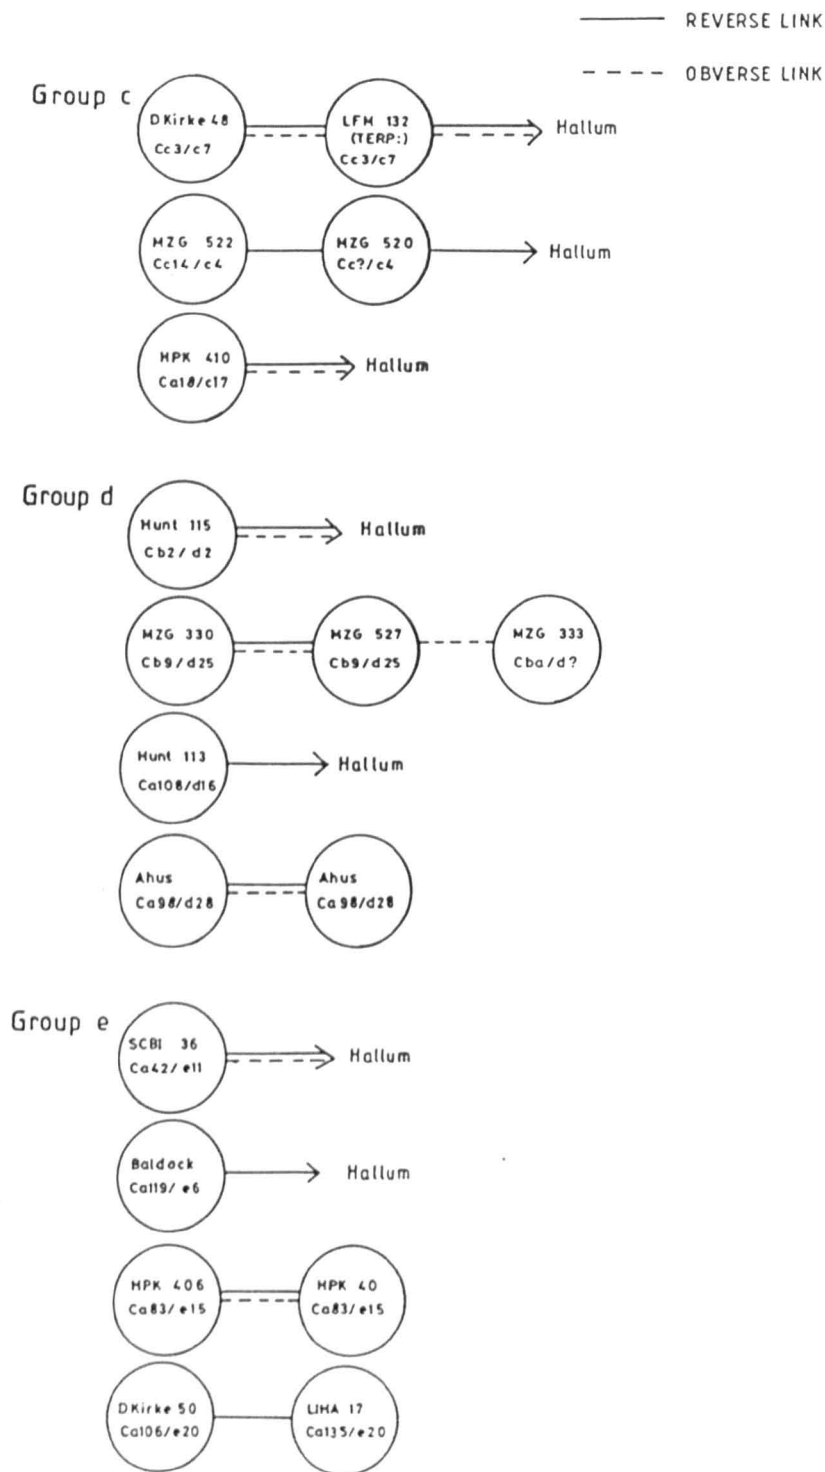 REVERSE LINK
OBVERSE LINK
Group c
DKirke 48
Cc3/c7
LFM 132
(TERP:)
Cc3/c7
Hallum
MZG 522
Cc14/c4
MZG 520
Cc?/c4
Hallum
HPK 410
Ca18/c17
Hallum
Group d
Hunt 115
Cb2/d2
Hallum
MZG 330
Cb9/d25
MZG 527
Cb9/d25
MZG 333
Cba/d?
Hunt 113
Ca108/d16
Hallum
Ahus
Ca98/d28
Ahus
Ca98/d28
Group e
SCBI 36
Ca42/e11
Hallum
Baldock
Ca119/e6
Hallum
HPK 406
Ca83/e15
HPK 40
Ca83/e15
DKirke 50
Ca106/e20
LIHA 17
Ca135/e20